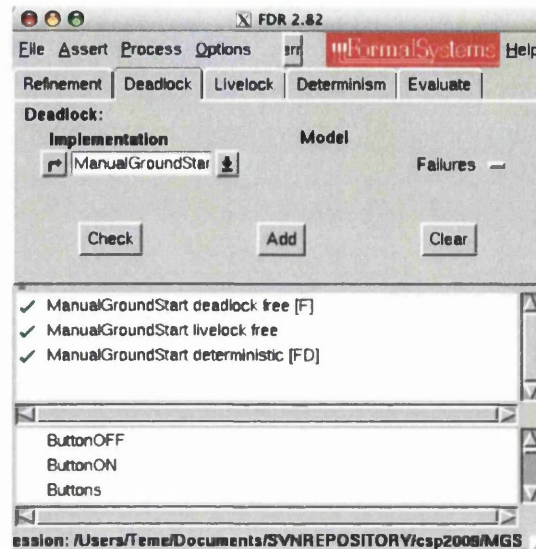 X FDR 2.82
File Assert Process Options err FormalSystems Help
Refinement Deadlock Livelock Determinism Evaluate
Deadlock:
Implementation Model
ManualGroundStar Failures
Check Add Clear
✓ ManualGroundStart deadlock free [F]
✓ ManualGroundStart livelock free
✓ ManualGroundStart deterministic [FD]
ButtonOFF
ButtonON
Buttons
ession: /Users/Teme/Documents/SVNREPOSITORY/csp2009/MGS